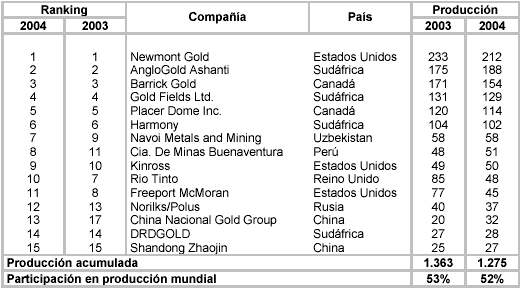 Ranking Compañía País Producción
2004 2003 2003 2004
1 1 Newmont Gold Estados Unidos 233 212
2 2 AngloGold Ashanti Sudáfrica 175 188
3 3 Barrick Gold Canadá 171 154
4 4 Gold Fields Ltd. Sudáfrica 131 129
5 5 Placer Dome Inc. Canadá 120 114
6 6 Harmony Sudáfrica 104 102
7 9 Navoi Metals and Mining Uzbekistan 58 58
8 11 Cia. De Minas Buenaventura Perú 48 51
9 10 Kinross Estados Unidos 49 50
10 7 Rio Tinto Reino Unido 85 48
11 8 Freeport McMoran Estados Unidos 77 45
12 13 Norilks/Polus Rusia 40 37
13 17 China Nacional Gold Group China 20 32
14 14 DRDGOLD Sudáfrica 27 28
15 15 Shandong Zhaojin China 25 27
Producción acumulada 1.363 1.275
Participación en producción mundial 53% 52%